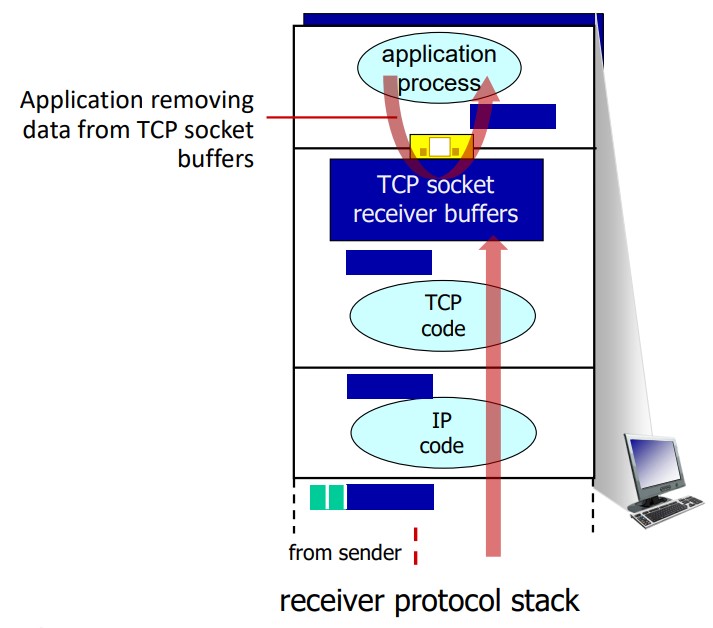 application
process
Application removing
data from TCP socket
buffers
TCP socket
receiver buffers
TCP
code
IP
code
from sender
receiver protocol stack